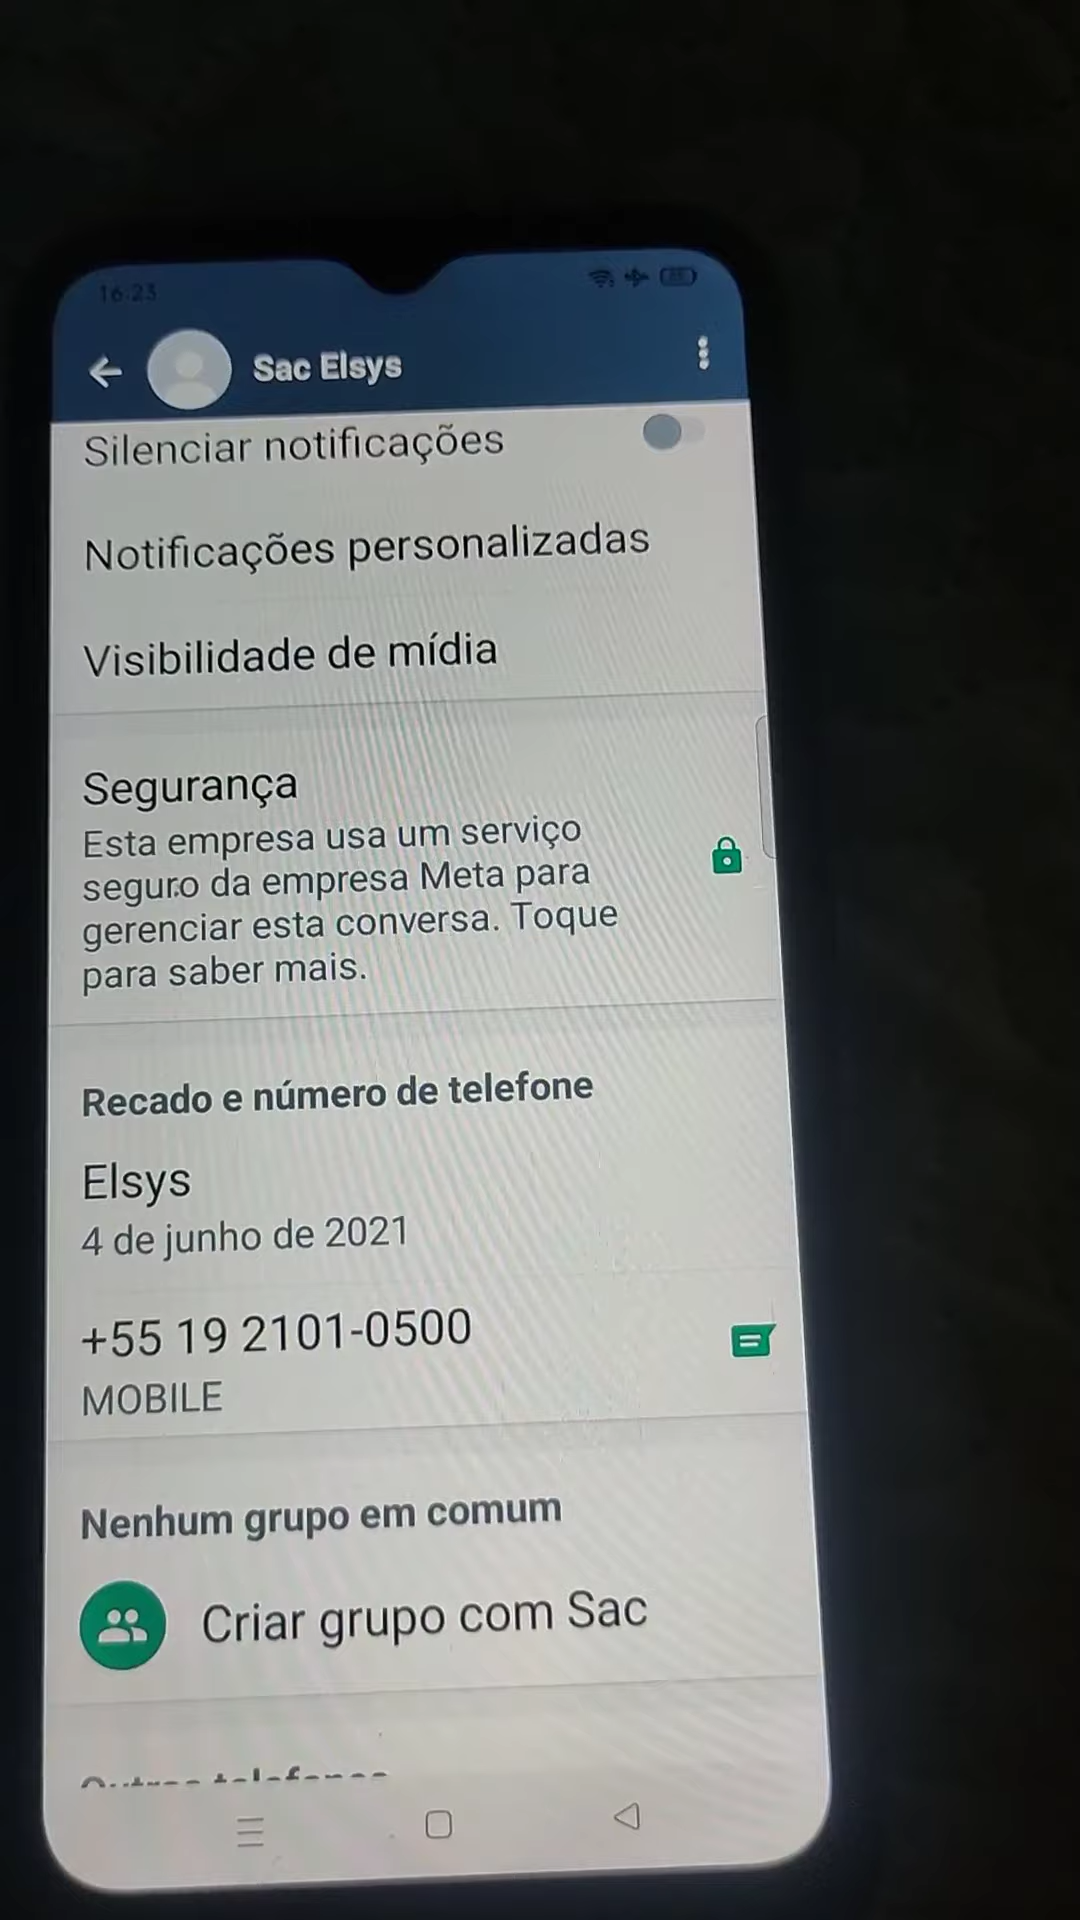 16:23
Sac Elsys
Silenciar notificações
Notificações personalizadas
Visibilidade de mídia
Segurança
Esta empresa usa um serviço
seguro da empresa Meta para
gerenciar esta conversa. Toque
para saber mais.
Recado e número de telefone
Elsys
4 de junho de 2021
+55 19 2101-0500
MOBILE
Nenhum grupo em comum
Criar grupo com Sac